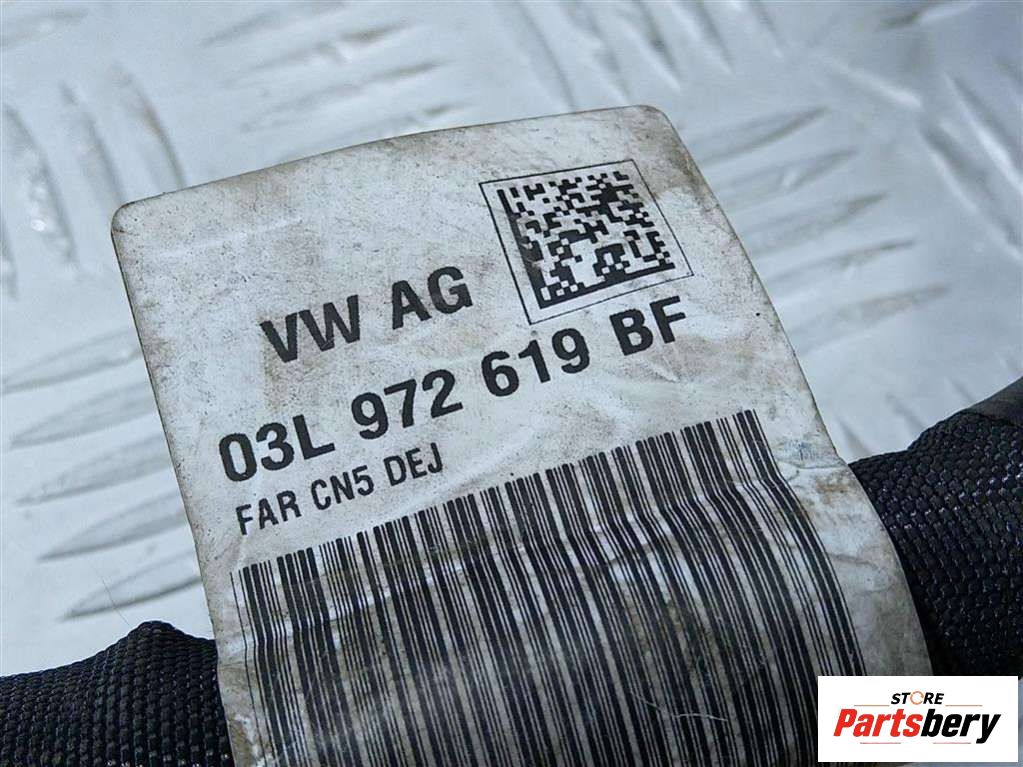 VW AG
03L 972 619 BF
FAR CN5 DEJ
STORE
Partsbery